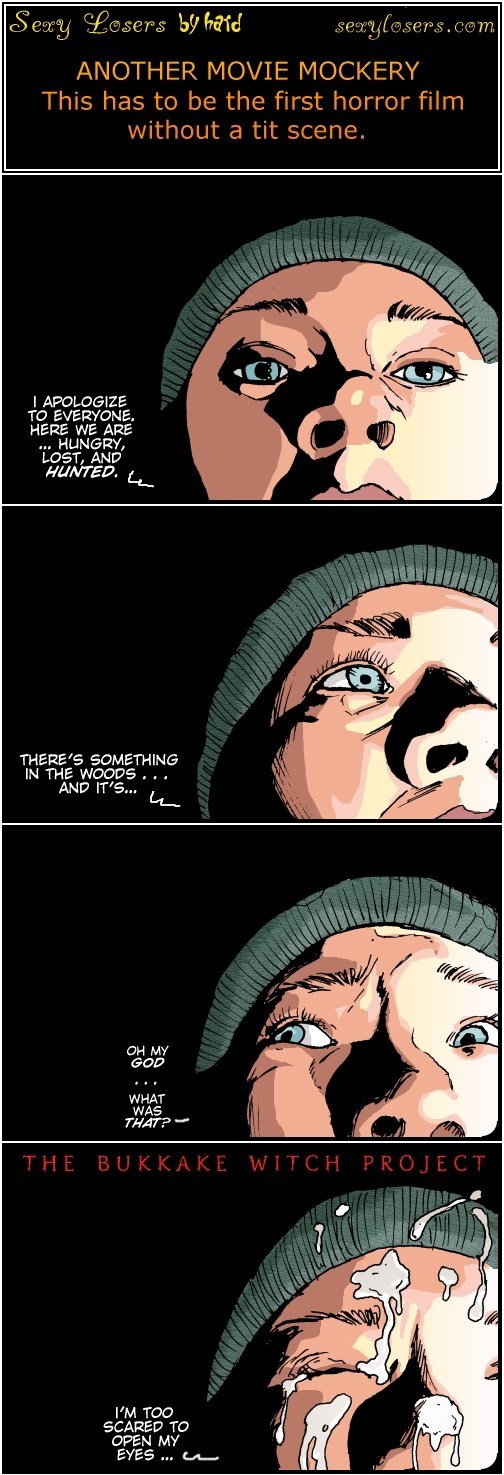 Sexy Losers by hard
sexylosers.com
ANOTHER MOVIE MOCKERY
This has to be the first horror film
without a tit scene.
I APOLOGIZE
TO EVERYONE.
HERE WE ARE
... HUNGRY,
LOST, AND
HUNTED.
THERE'S SOMETHING
IN THE WOODS . . .
AND IT'S...
OH MY
GOD
. . .
WHAT
WAS
THAT?
THE BUKKAKE WITCH PROJECT
I'M TOO
SCARED TO
OPEN MY
EYES ...